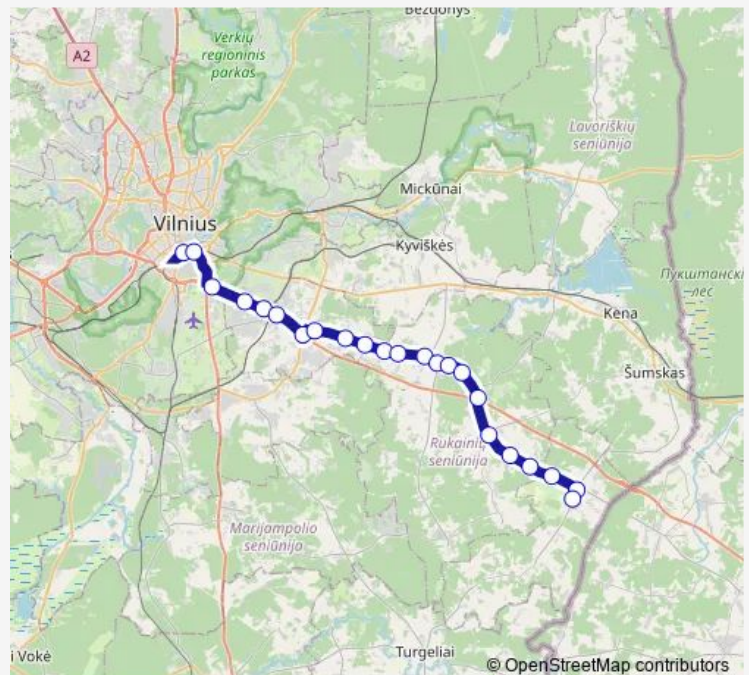 Bezdonys
A2
Verkių
regioninis
parkas
Lavoriškių
seniūnija
Mickūnai
Vilnius
Kyviškės
Пукштанскі
-лес
Kena
Šumskas
Rukainių
seniūnija
Marijampolio
seniūnija
i Vokė
Turgeliai
© OpenStreetMap contributors